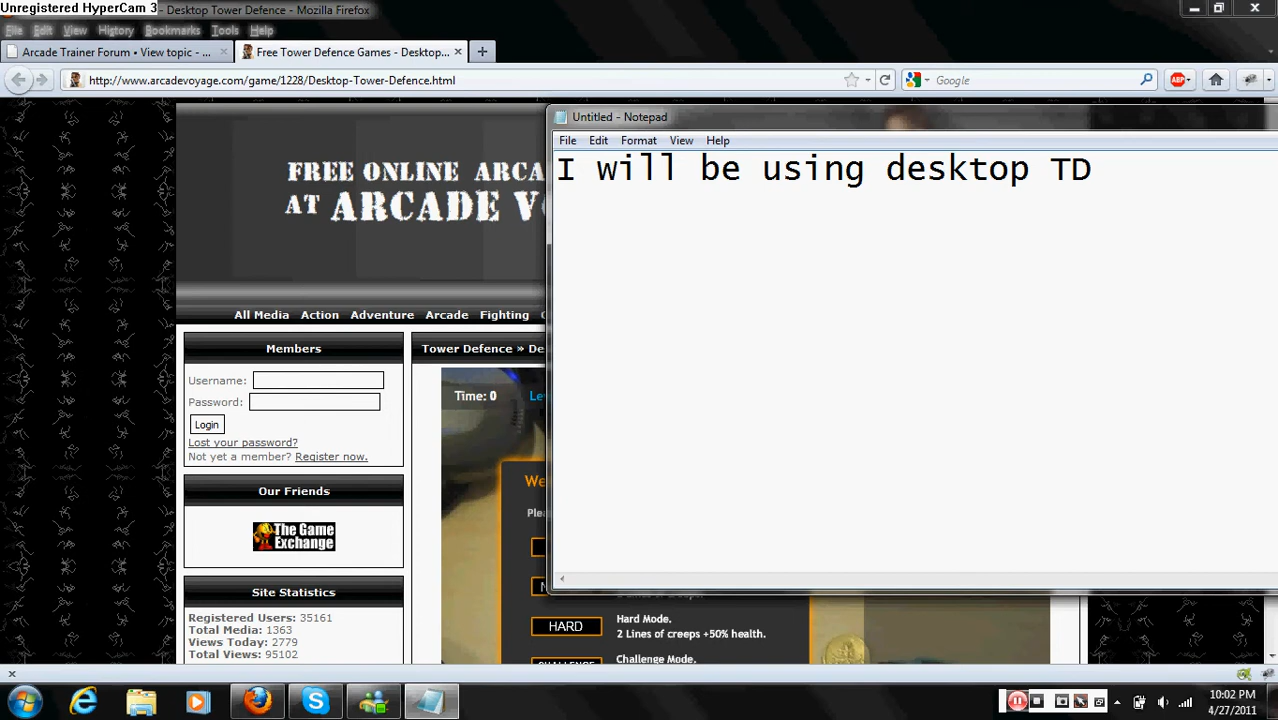 Unregistered HyperCam 3 - Desktop Tower Defence - Mozilla Firefox
File Edit View History Bookmarks Tools Help
Arcade Trainer Forum • View topic - ...
Free Tower Defence Games - Desktop...
http://www.arcadevoyage.com/game/1228/Desktop-Tower-Defence.html
Google
ABP
Untitled - Notepad
File Edit Format View Help
I will be using desktop TD
FREE ONLINE ARCA
AT ARCADE V
All Media Action Adventure Arcade Fighting
Members
Username:
Password:
Login
Lost your password?
Not yet a member? Register now.
Our Friends
The Game
Exchange
Site Statistics
Registered Users: 35161
Total Media: 1363
Views Today: 2779
Total Views: 95102
Tower Defence » De
Time: 0
Le
We
Plea
N
HARD
Hard Mode.
2 Lines of creeps +50% health.
Challenge Mode.
10:02 PM
4/27/2011